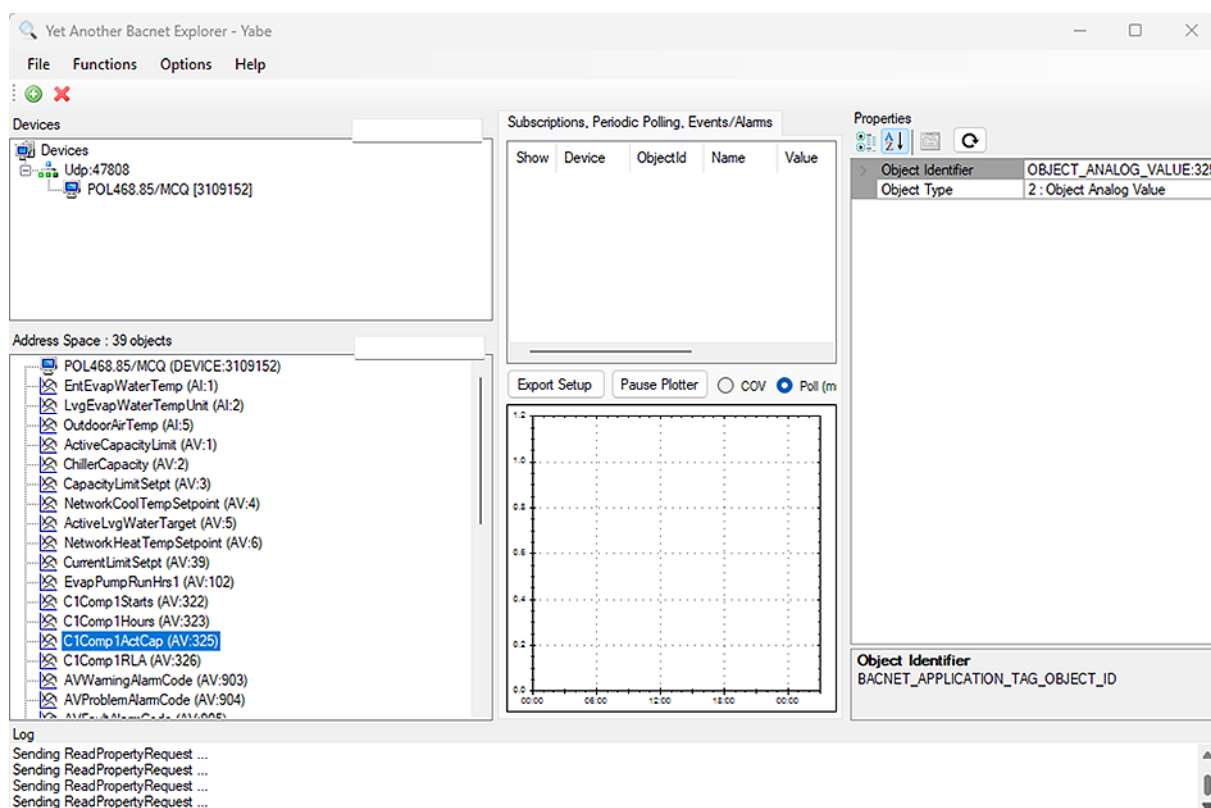 Yet Another Bacnet Explorer - Yabe
File Functions Options Help
Devices
Devices
Udp:47808
POL468.85/MCQ [3109152]
Address Space : 39 objects
POL468.85/MCQ (DEVICE:3109152)
EntEvapWaterTemp (AI:1)
LvgEvapWaterTempUnit (AI:2)
OutdoorAirTemp (AI:5)
ActiveCapacityLimit (AV:1)
ChillerCapacity (AV:2)
CapacityLimitSetpt (AV:3)
NetworkCoolTempSetpoint (AV:4)
ActiveLvgWaterTarget (AV:5)
NetworkHeatTempSetpoint (AV:6)
CurrentLimitSetpt (AV:39)
EvapPumpRunHrs1 (AV:102)
C1Comp1Starts (AV:322)
C1Comp1Hours (AV:323)
C1Comp1ActCap (AV:325)
C1Comp1RLA (AV:326)
AVWarningAlarmCode (AV:903)
AVProblemAlarmCode (AV:904)
AVFaultAlarmCode (AV:905)
Subscriptions, Periodic Polling, Events/Alarms
Show Device ObjectId Name Value
Export Setup Pause Plotter COV Poll (m
1.2
1.0
0.8
0.6
0.4
0.2
0.0
00:00 06:00 12:00 18:00 00:00
Properties
Object Identifier OBJECT_ANALOG_VALUE:325
Object Type 2 : Object Analog Value
Object Identifier
BACNET_APPLICATION_TAG_OBJECT_ID
Log
Sending ReadPropertyRequest ...
Sending ReadPropertyRequest ...
Sending ReadPropertyRequest ...
Sending ReadPropertyRequest ...